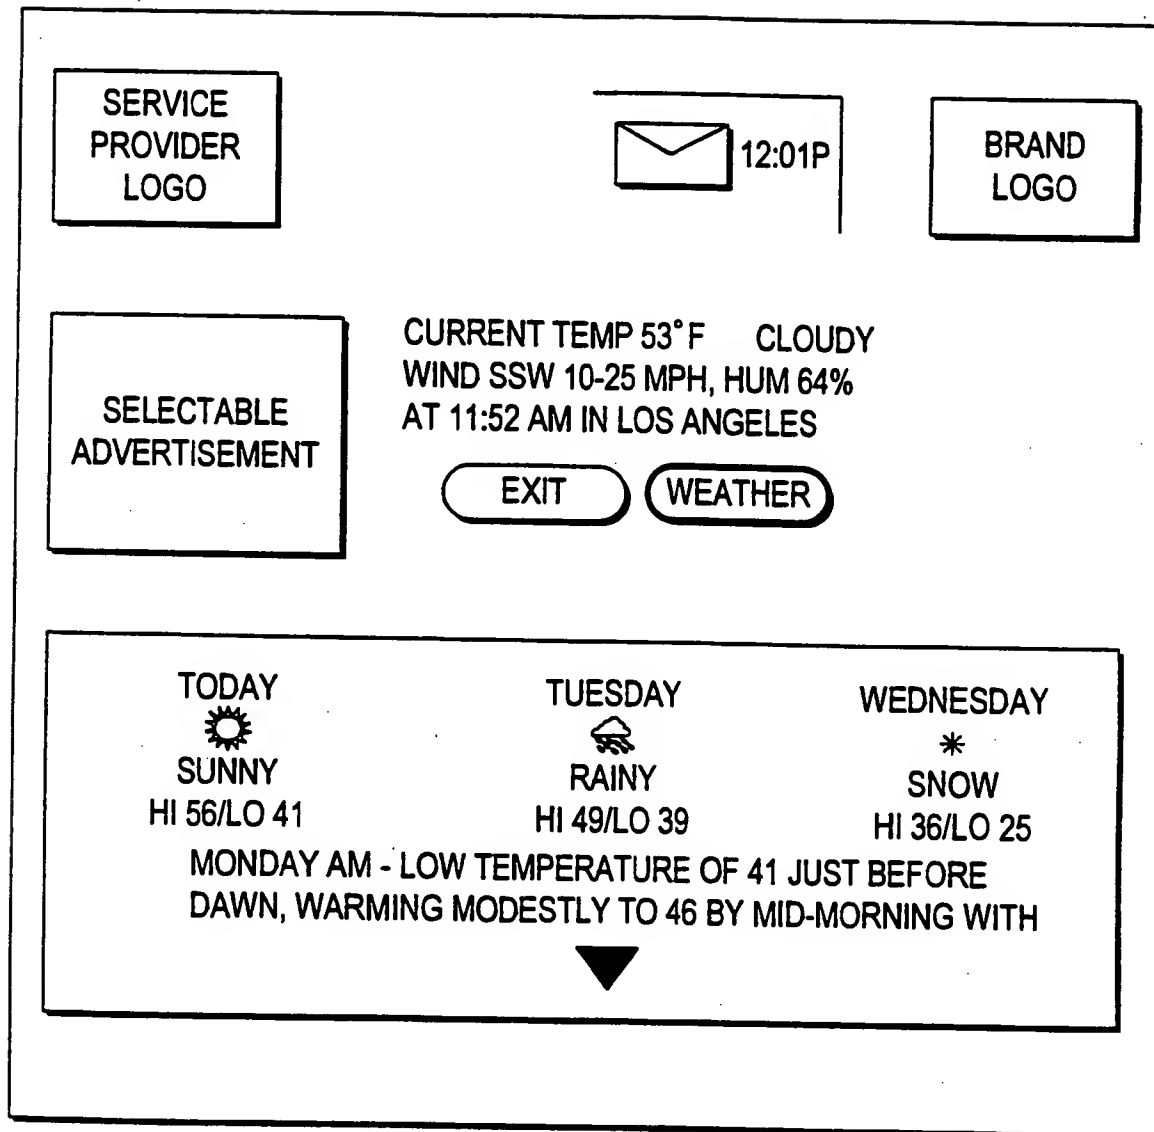 SERVICE
PROVIDER
LOGO
12:01P
BRAND
LOGO
SELECTABLE
ADVERTISEMENT
CURRENT TEMP 53° F CLOUDY
WIND SSW 10-25 MPH, HUM 64%
AT 11:52 AM IN LOS ANGELES
EXIT
WEATHER
TODAY
SUNNY
HI 56/LO 41
TUESDAY
RAINY
HI 49/LO 39
WEDNESDAY
SNOW
HI 36/LO 25
MONDAY AM - LOW TEMPERATURE OF 41 JUST BEFORE
DAWN, WARMING MODESTLY TO 46 BY MID-MORNING WITH